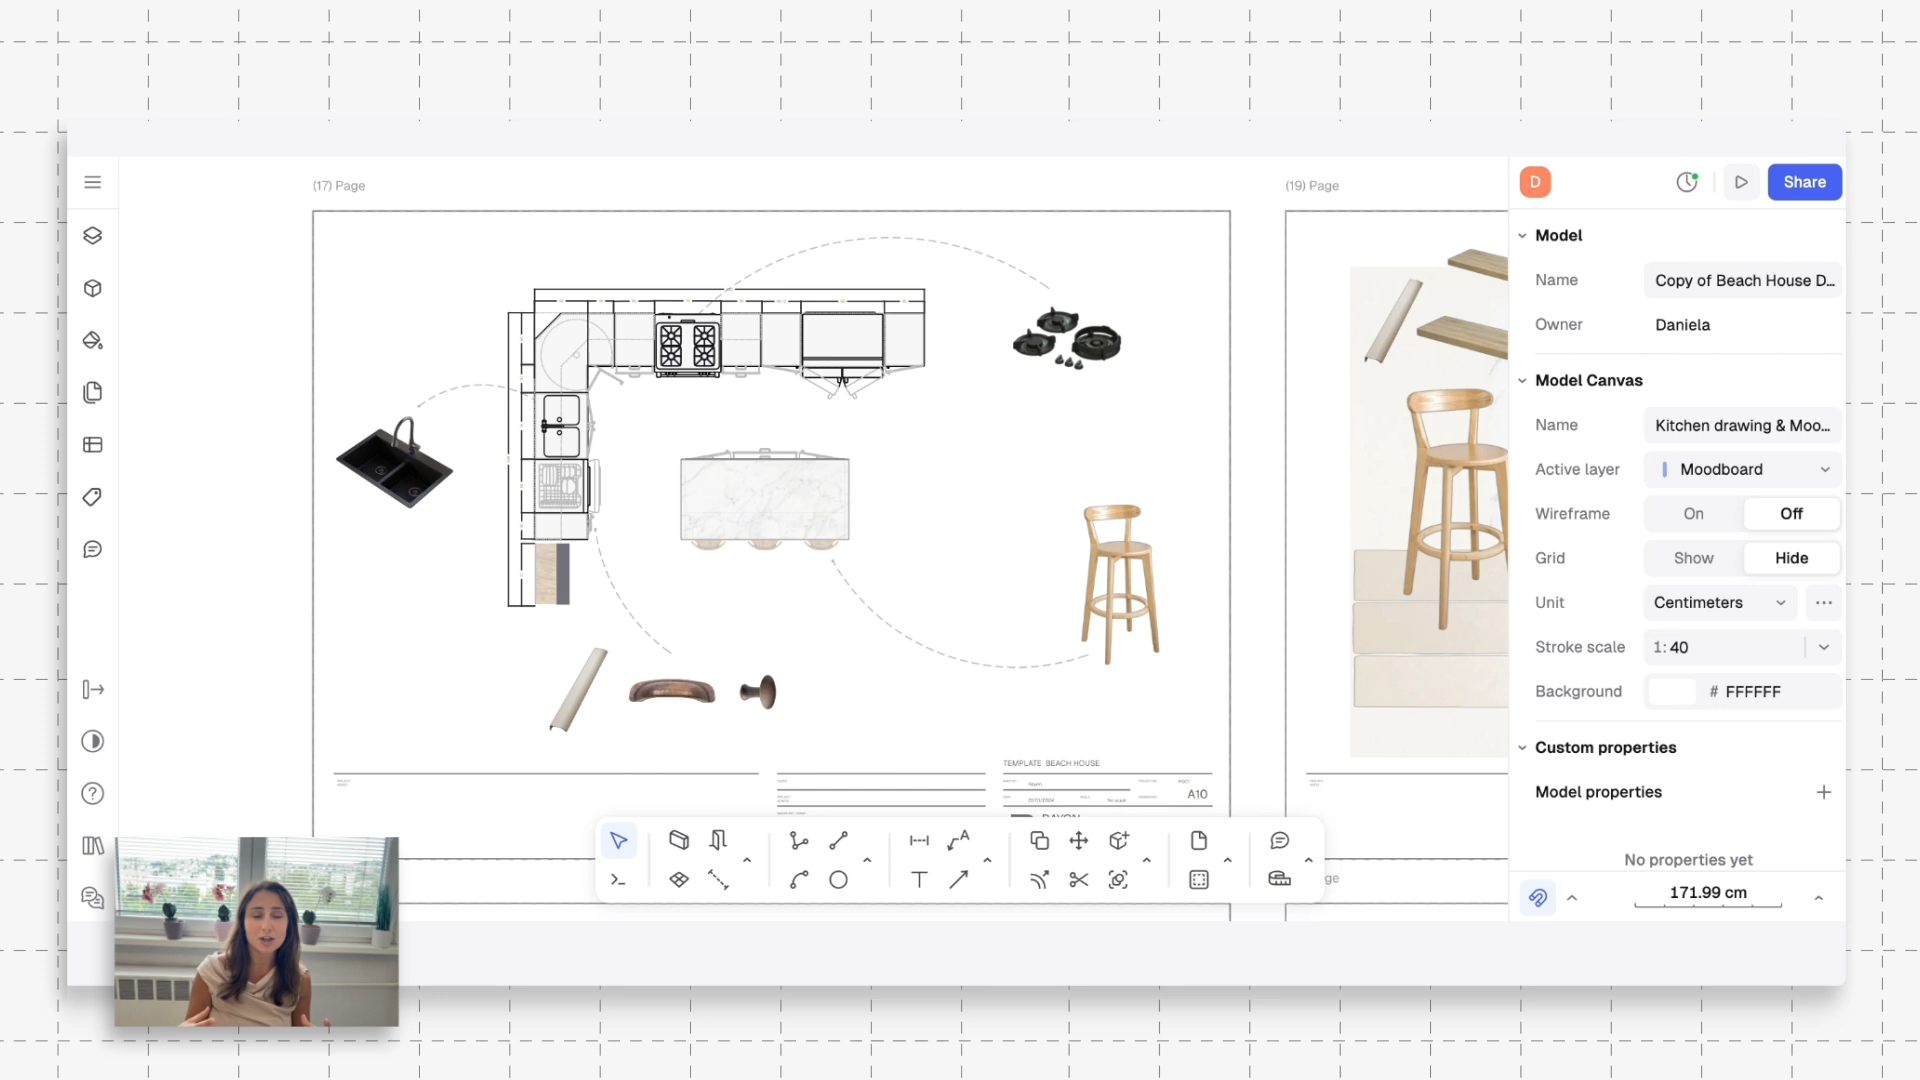 (17) Page
(19) Page
D
Share
Model
Name
Copy of Beach House D...
Owner
Daniela
Model Canvas
Name
Kitchen drawing & Moo...
Active layer
Moodboard
Wireframe
On
Off
Grid
Show
Hide
Unit
Centimeters
Stroke scale
1: 40
Background
# FFFFFF
Custom properties
Model properties
No properties yet
171.99 cm
TEMPLATE BEACH HOUSE
A10